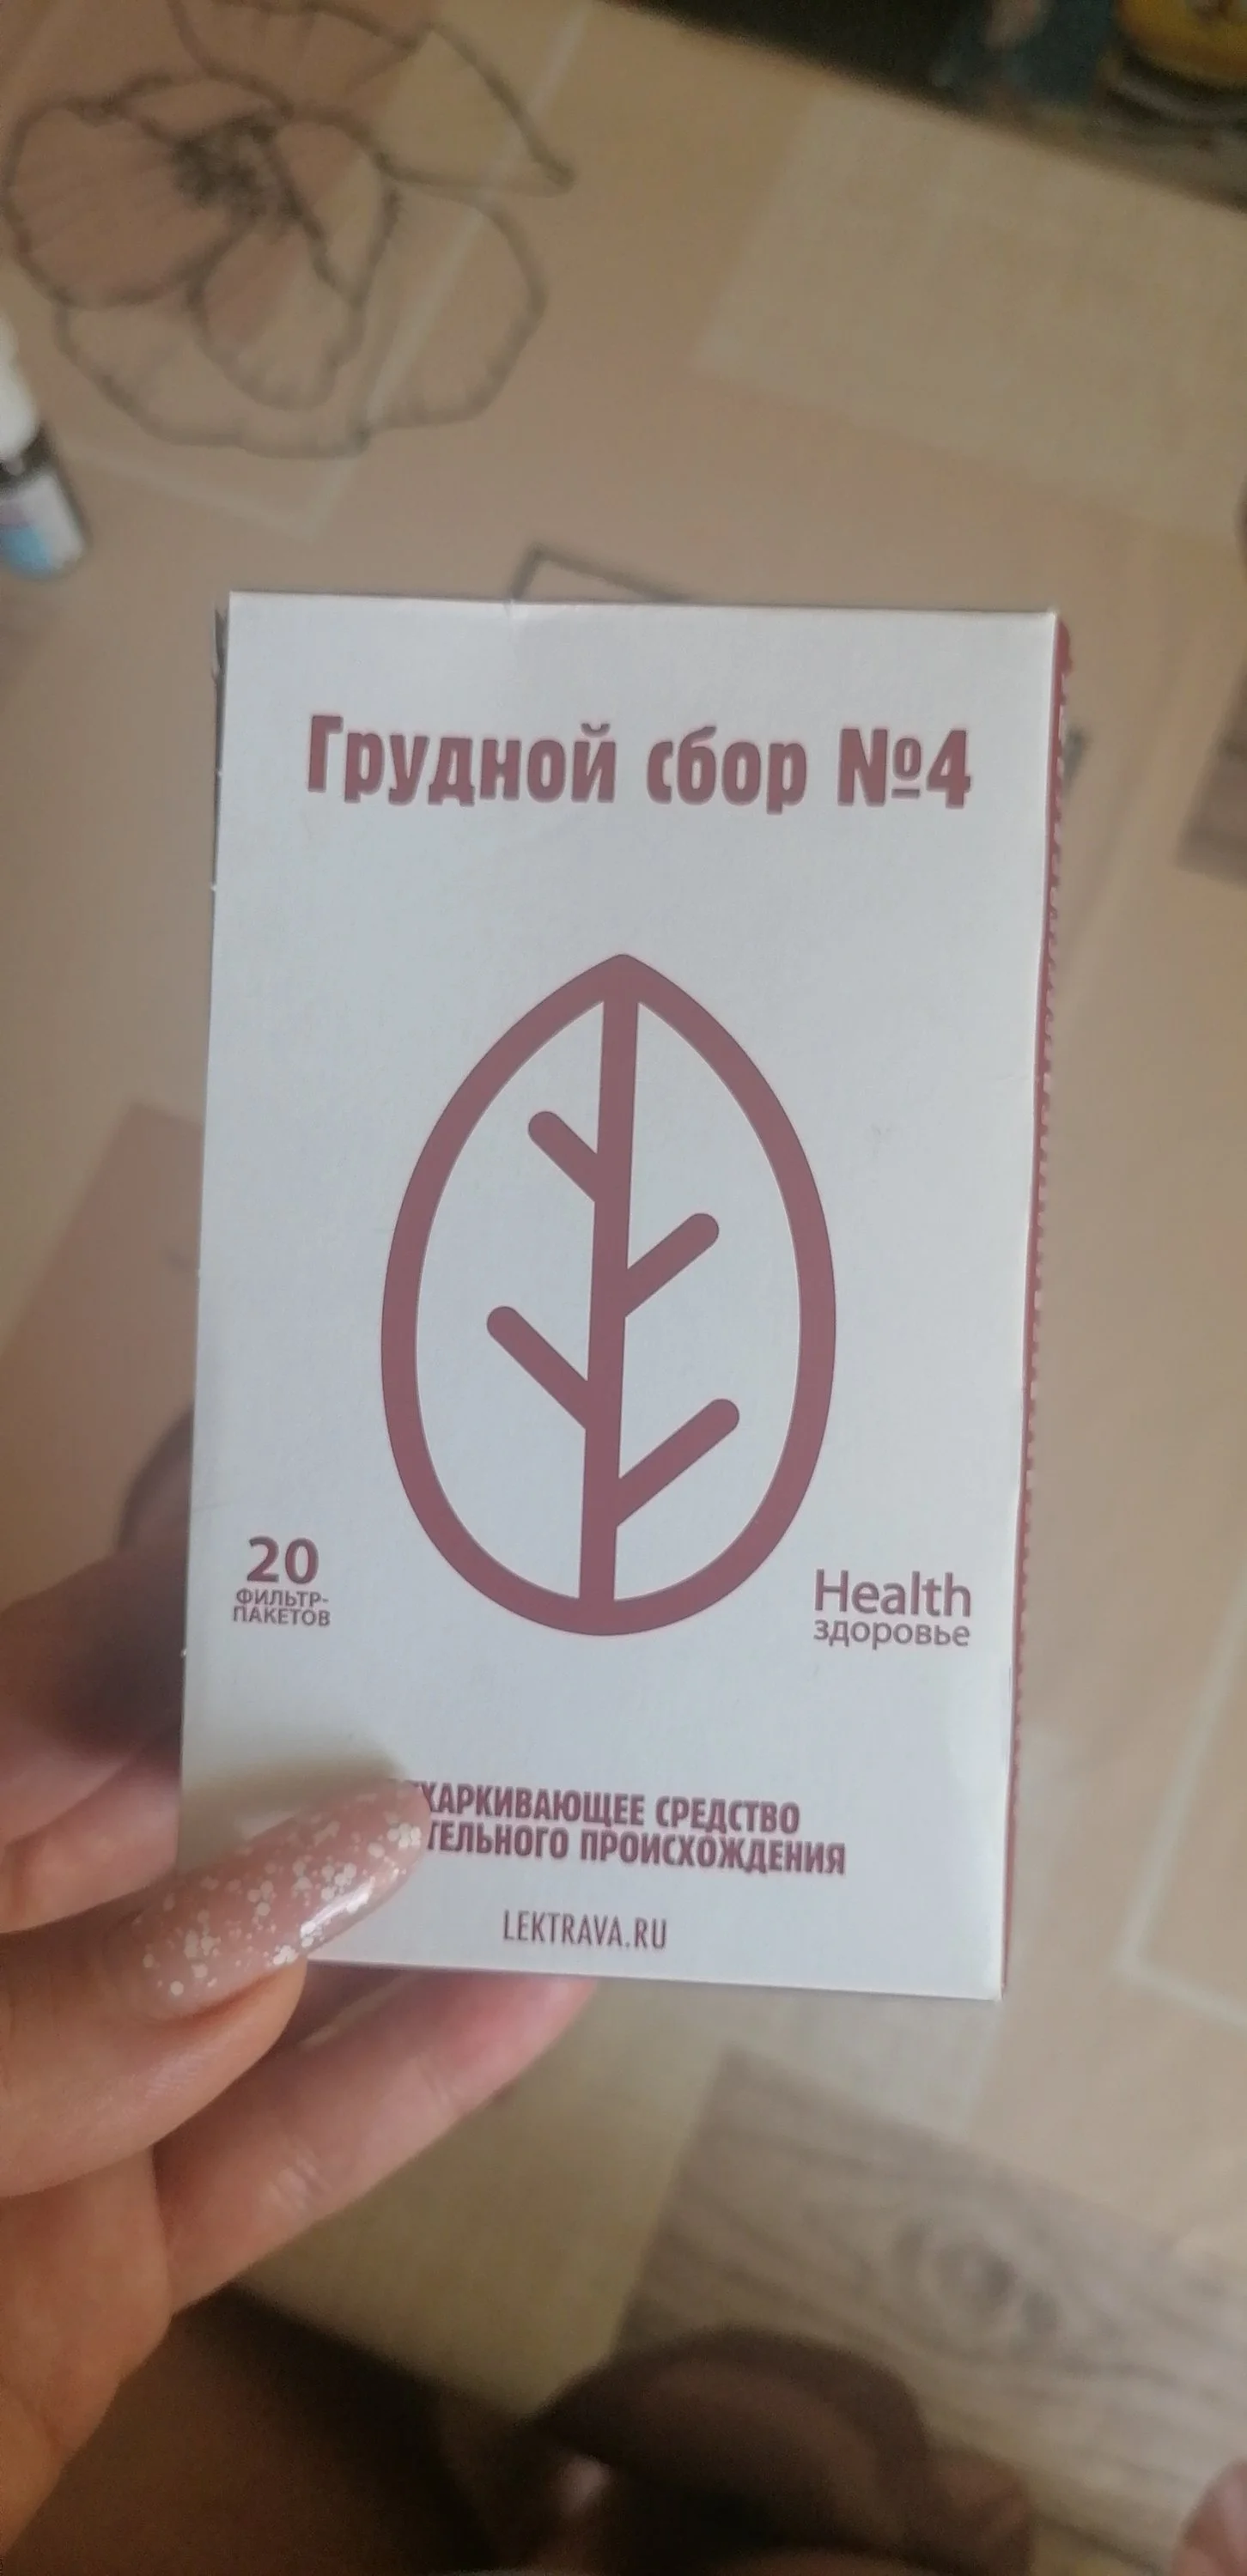 Грудной сбор №4
20
ФИЛЬТР-
ПАКЕТОВ
Health
здоровье
ХАРКИВАЮЩЕЕ СРЕДСТВО
ТЕЛЬНОГО ПРОИСХОЖДЕНИЯ
LEKTRAVA.RU